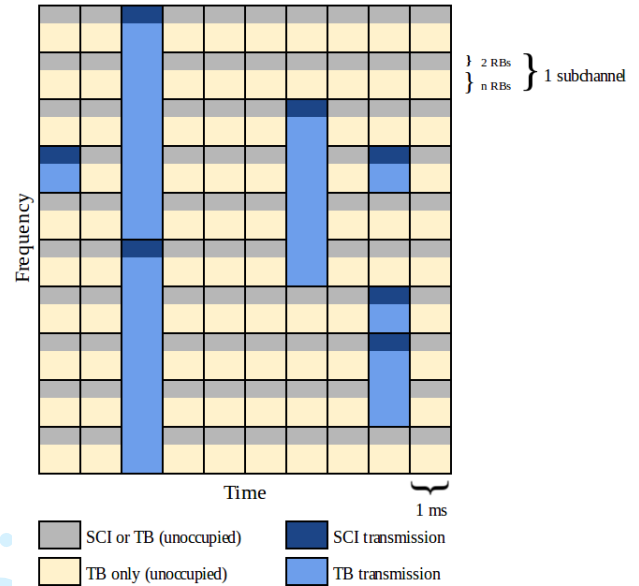 2 RBs
n RBs
1 subchannel
Frequency
Time
1 ms
SCI or TB (unoccupied)
SCI transmission
TB only (unoccupied)
TB transmission